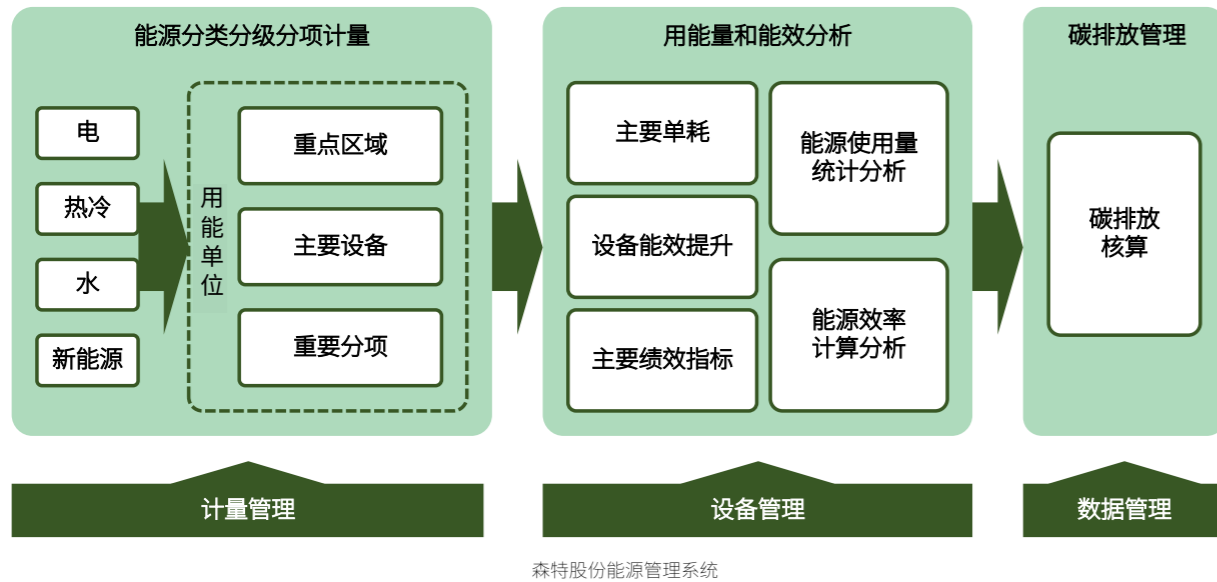 能源分类分级分项计量
电
热冷
水
新能源
用
能
单
位
重点区域
主要设备
重要分项
用能量和能效分析
主要单耗
设备能效提升
主要绩效指标
能源使用量
统计分析
能源效率
计算分析
碳排放管理
碳排放
核算
计量管理
设备管理
数据管理
森特股份能源管理系统